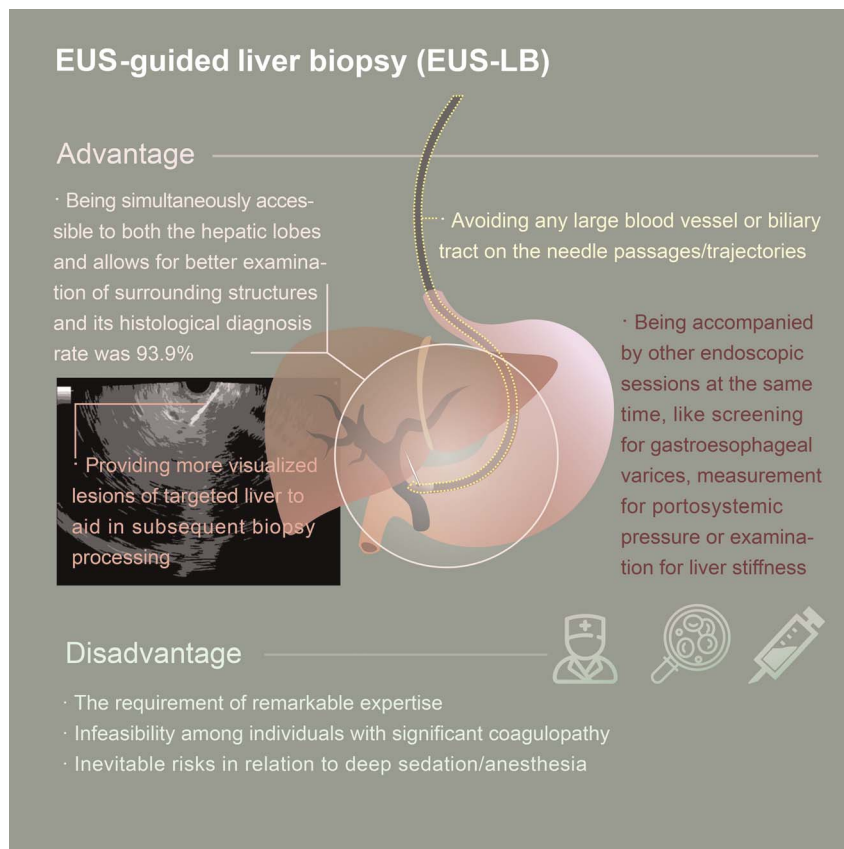 EUS-guided liver biopsy (EUS-LB)
Advantage
· Being simultaneously acces-
sible to both the hepatic lobes
and allows for better examina-
tion of surrounding structures
and its histological diagnosis
rate was 93.9%
· Avoiding any large blood vessel or biliary
tract on the needle passages/trajectories
· Being accompanied
by other endoscopic
sessions at the same
time, like screening
for gastroesophageal
varices, measurement
for portosystemic
pressure or examina-
tion for liver stiffness
· Providing more visualized
lesions of targeted liver to
aid in subsequent biopsy
processing
Disadvantage
· The requirement of remarkable expertise
· Infeasibility among individuals with significant coagulopathy
· Inevitable risks in relation to deep sedation/anesthesia